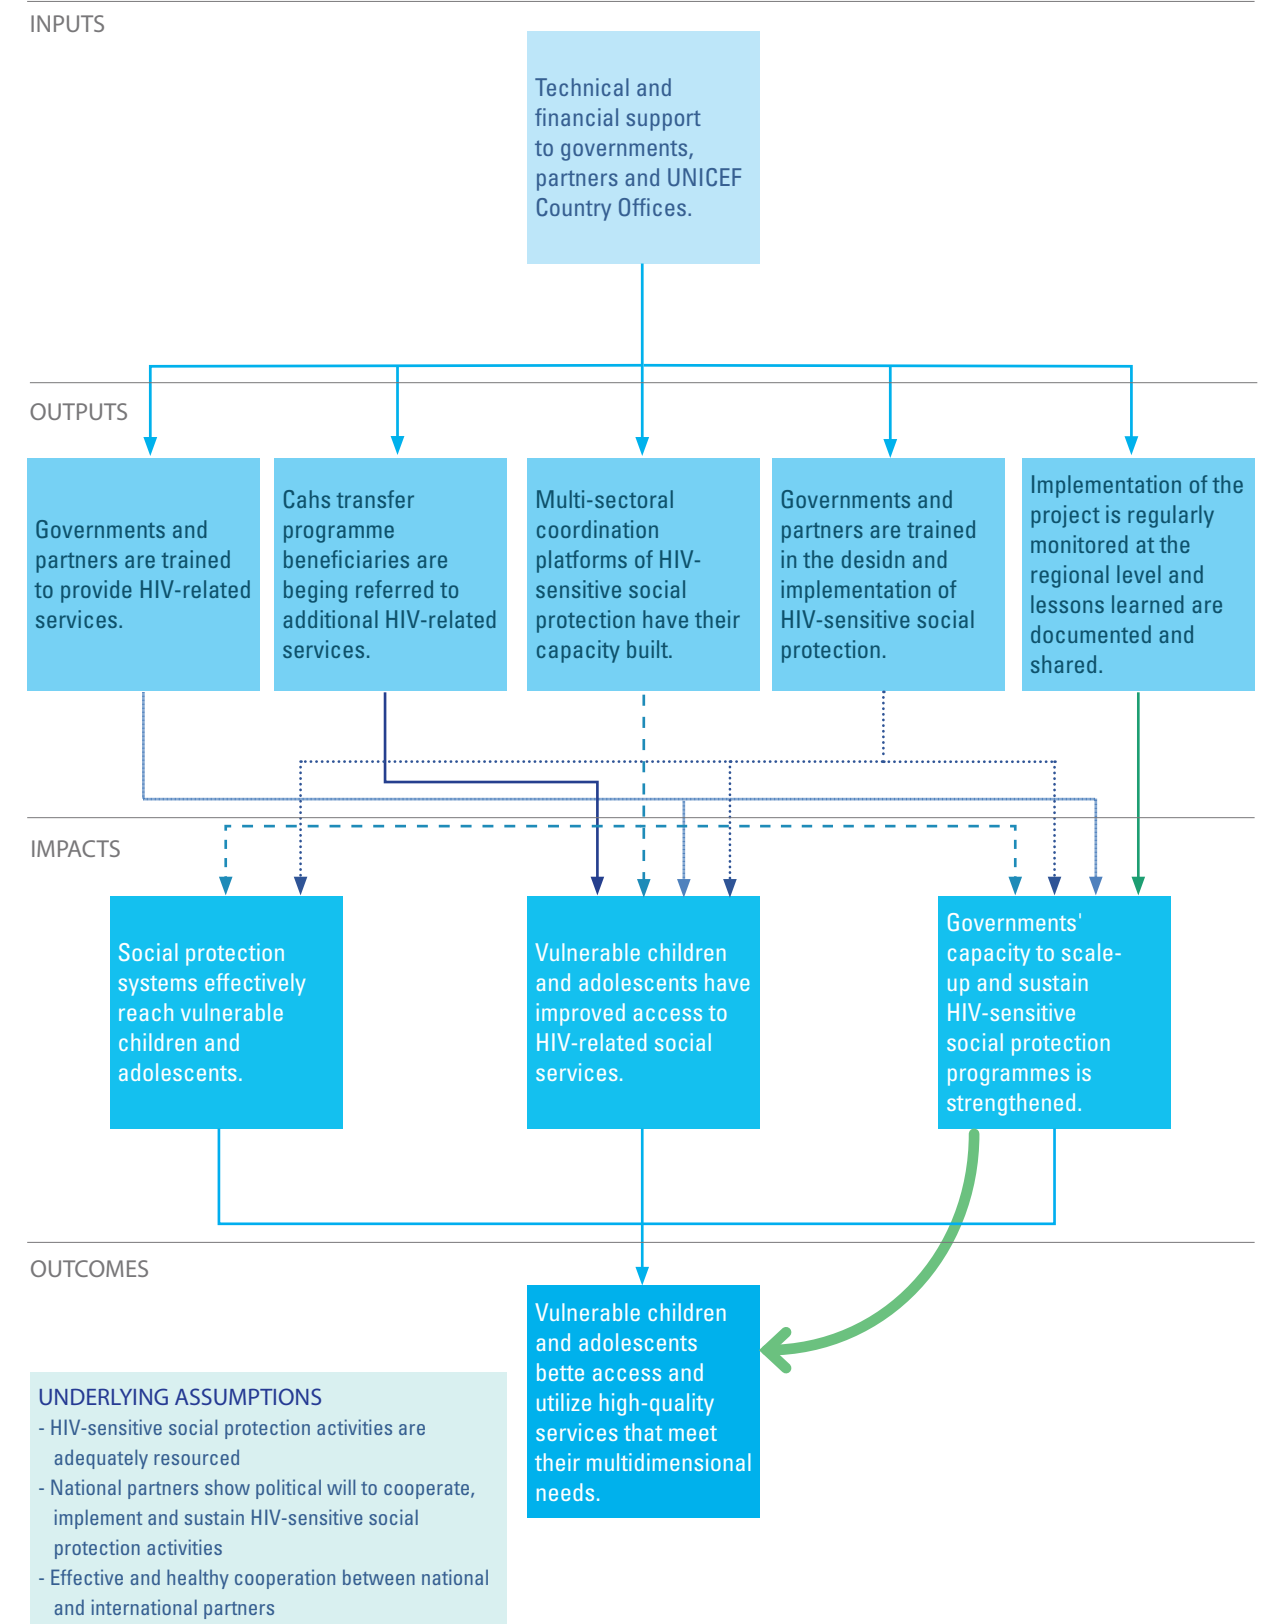 INPUTS
Technical and
financial support
to governments,
partners and UNICEF
Country Offices.
OUTPUTS
Governments and
partners are trained
to provide HIV-related
services.
Cahs transfer
programme
beneficiaries are
beging referred to
additional HIV-related
services.
Multi-sectoral
coordination
platforms of HIV-
sensitive social
protection have their
capacity built.
Governments and
partners are trained
in the desidn and
implementation of
HIV-sensitive social
protection.
Implementation of the
project is regularly
monitored at the
regional level and
lessons learned are
documented and
shared.
IMPACTS
Social protection
systems effectively
reach vulnerable
children and
adolescents.
Vulnerable children
and adolescents have
improved access to
HIV-related social
services.
Governments'
capacity to scale-
up and sustain
HIV-sensitive
social protection
programmes is
strengthened.
OUTCOMES
Vulnerable children
and adolescents
bette access and
utilize high-quality
services that meet
their multidimensional
needs.
UNDERLYING ASSUMPTIONS
- HIV-sensitive social protection activities are
adequately resourced
- National partners show political will to cooperate,
implement and sustain HIV-sensitive social
protection activities
- Effective and healthy cooperation between national
and international partners